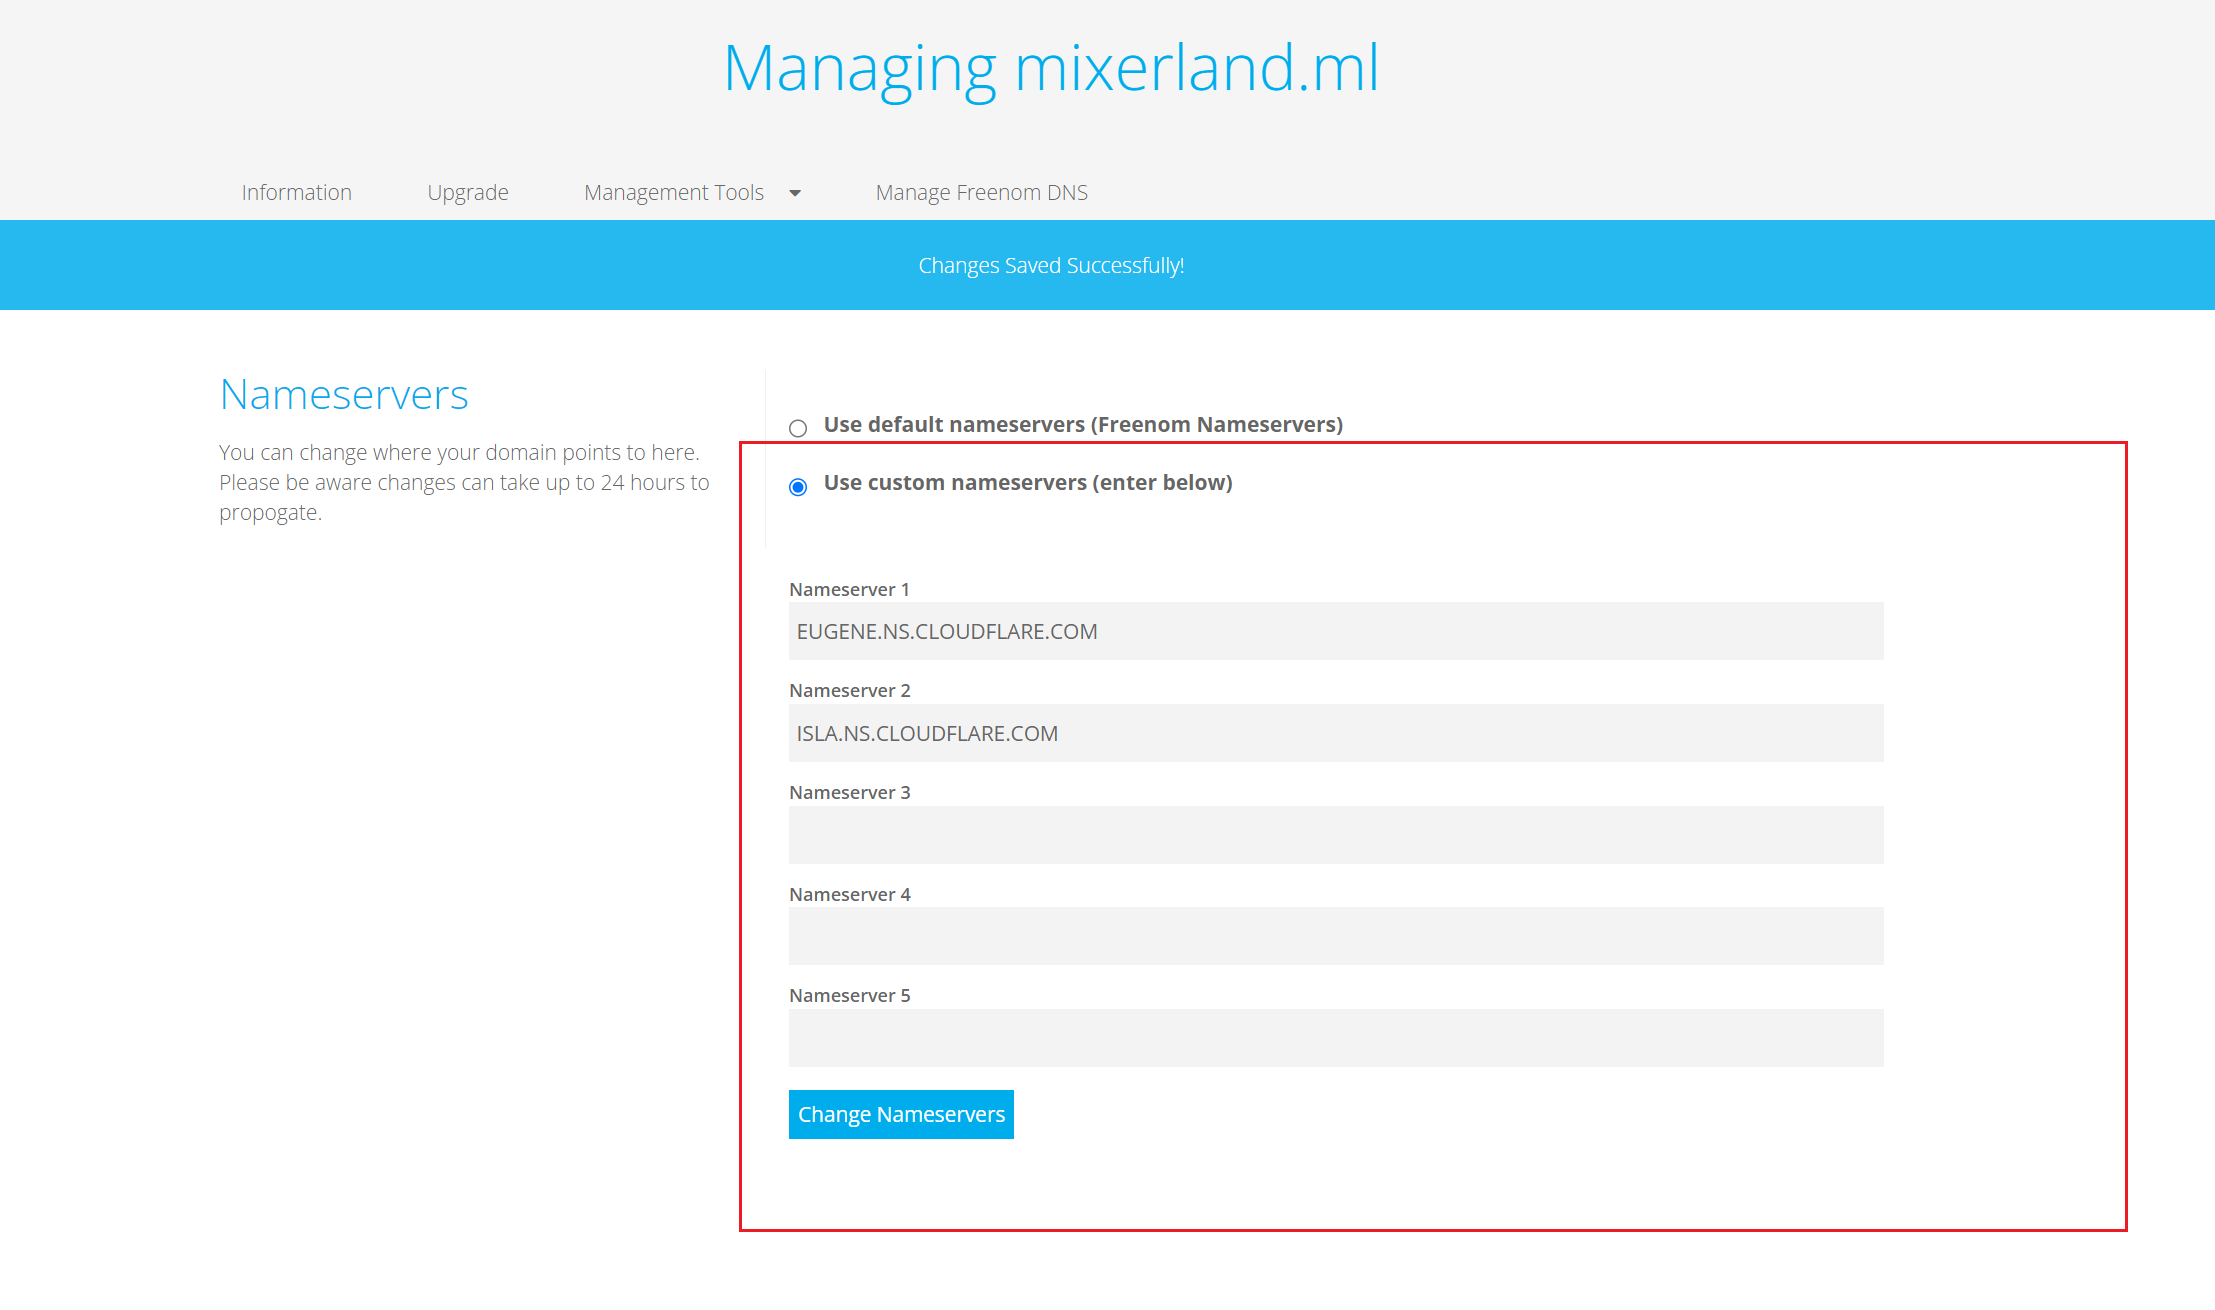 Managing mixerland.ml
Information Upgrade Management Tools Manage Freenom DNS
Changes Saved Successfully!
Nameservers
You can change where your domain points to here.
Please be aware changes can take up to 24 hours to
propogate.
Use default nameservers (Freenom Nameservers)
Use custom nameservers (enter below)
Nameserver 1
EUGENE.NS.CLOUDFLARE.COM
Nameserver 2
ISLA.NS.CLOUDFLARE.COM
Nameserver 3
Nameserver 4
Nameserver 5
Change Nameservers